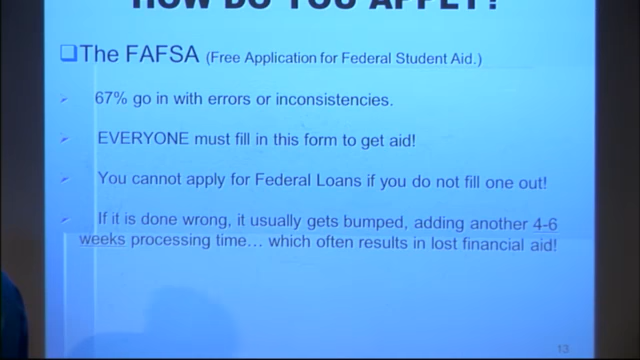 HOW DO YOU APPLY?
❑The FAFSA (Free Application for Federal Student Aid.)
➢ 67% go in with errors or inconsistencies.
➢ EVERYONE must fill in this form to get aid!
➢ You cannot apply for Federal Loans if you do not fill one out!
➢ If it is done wrong, it usually gets bumped, adding another 4-6
weeks processing time… which often results in lost financial aid!
13